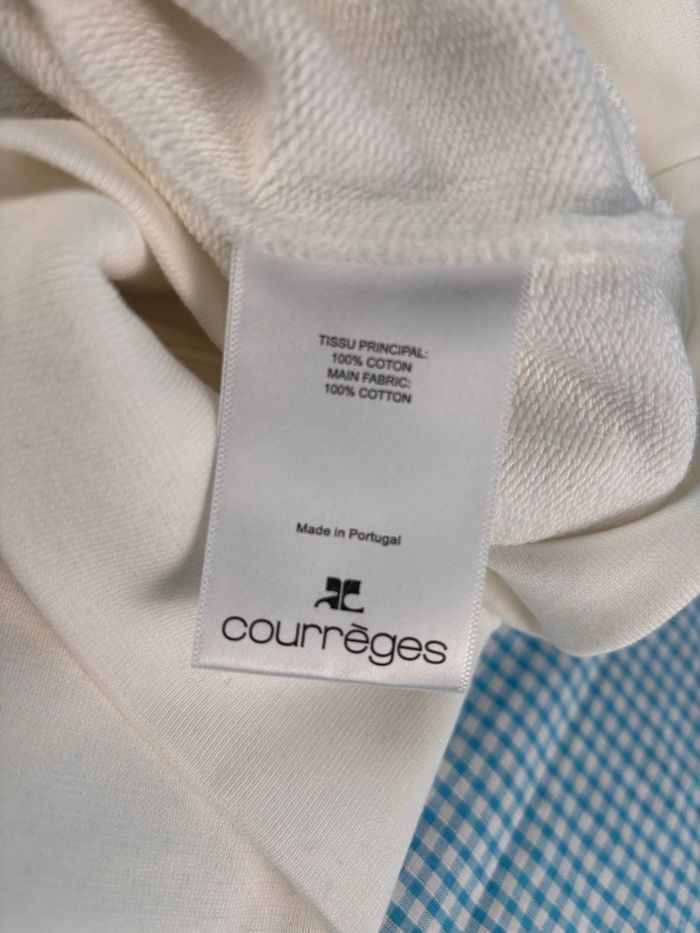 TISSU PRINCIPAL:
100% COTON
MAIN FABRIC:
100% COTTON
Made in Portugal
courrèges